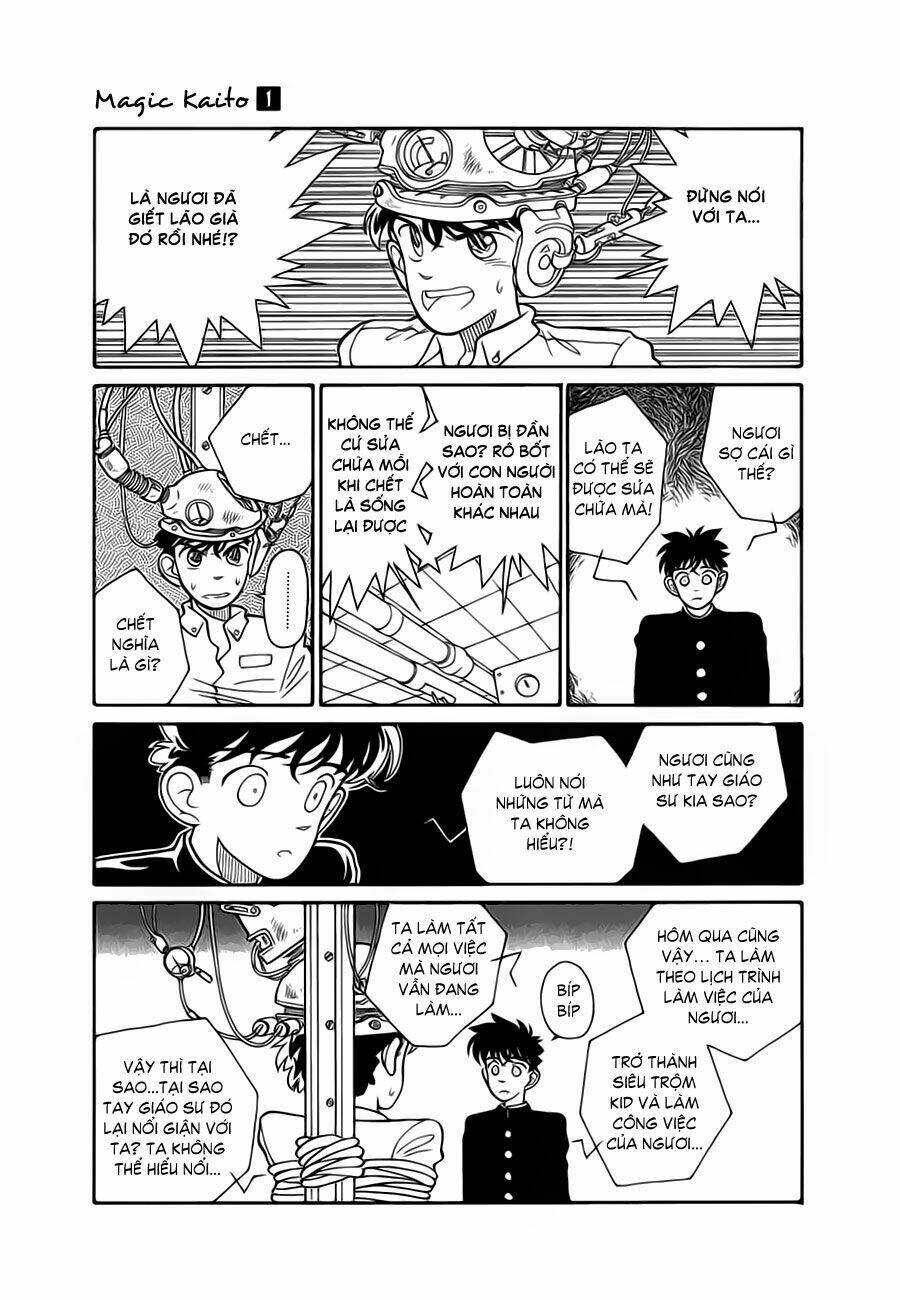 Magic Kaito 1
ĐỪNG NÓI
VỚI TA...
LÀ NGƯƠI ĐÃ
GIẾT LÃO GIÀ
ĐÓ RỒI NHÉ!?
NGƯƠI
SỢ CÁI GÌ
THẾ?
LÃO TA
CÓ THỂ SẼ
ĐƯỢC SỬA
CHỮA MÀ!
NGƯƠI BỊ ĐẦN
SAO? RÔ BỐT
VỚI CON NGƯỜI
HOÀN TOÀN
KHÁC NHAU
KHÔNG THỂ
CỨ SỬA
CHỮA MỖI
KHI CHẾT
LÀ SỐNG
LẠI ĐƯỢC
CHẾT...
..........
CHẾT
NGHĨA
LÀ GÌ?
NGƯƠI CŨNG
NHƯ TAY GIÁO
SƯ KIA SAO?
LUÔN NÓI
NHỮNG TỪ MÀ
TA KHÔNG
HIỂU?!
HÔM QUA CŨNG
VẬY... TA LÀM
THEO LỊCH TRÌNH
LÀM VIỆC CỦA
NGƯƠI...
TRỞ THÀNH
SIÊU TRỘM
KID VÀ LÀM
CÔNG VIỆC
CỦA NGƯƠI...
BÍP
BÍP
TA LÀM TẤT
CẢ MỌI VIỆC
MÀ NGƯƠI
VẪN ĐANG
LÀM...
VẬY THÌ TẠI
SAO...TẠI SAO
TAY GIÁO SƯ ĐÓ
LẠI NỔI GIẬN VỚI
TA? TA KHÔNG
THỂ HIỂU NỔI...